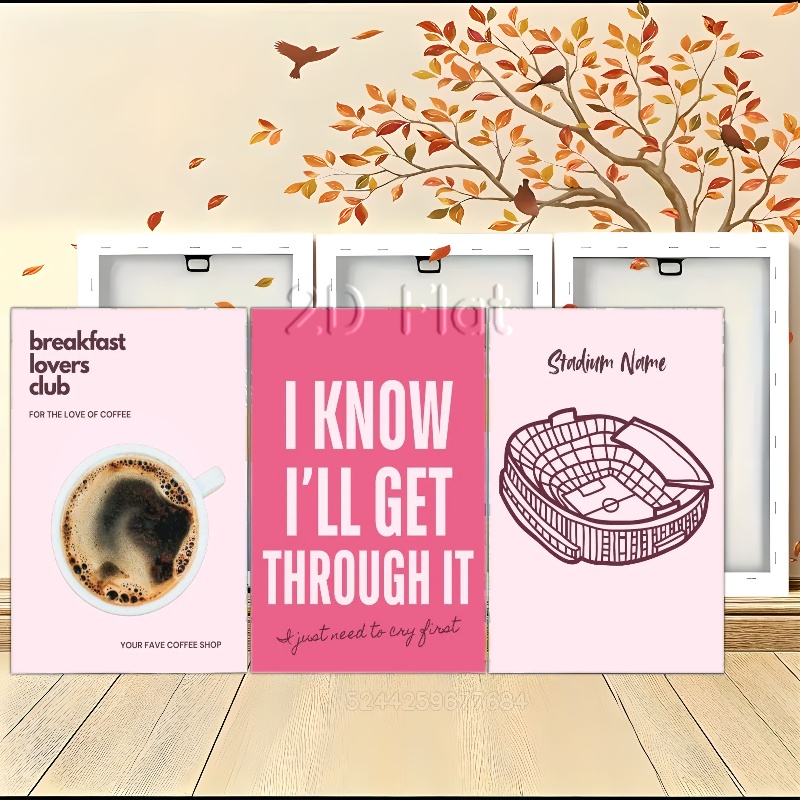 2D Flat
breakfast
lovers
club
FOR THE LOVE OF COFFEE
YOUR FAVE COFFEE SHOP
I KNOW
I'LL GET
THROUGH IT
I just need to cry first
Stadium Name
5244259677684